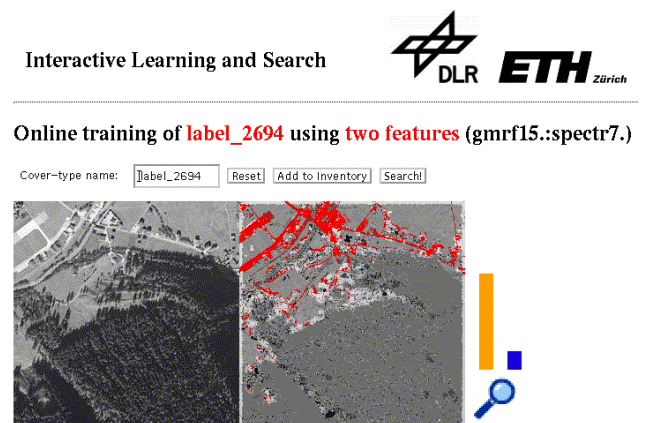 DLR
ETH Zürich
Interactive Learning and Search
Online training of label_2694 using two features (gmrf15.::spectr7.)
Cover-type name: label_2694 Reset Add to Inventory Search!